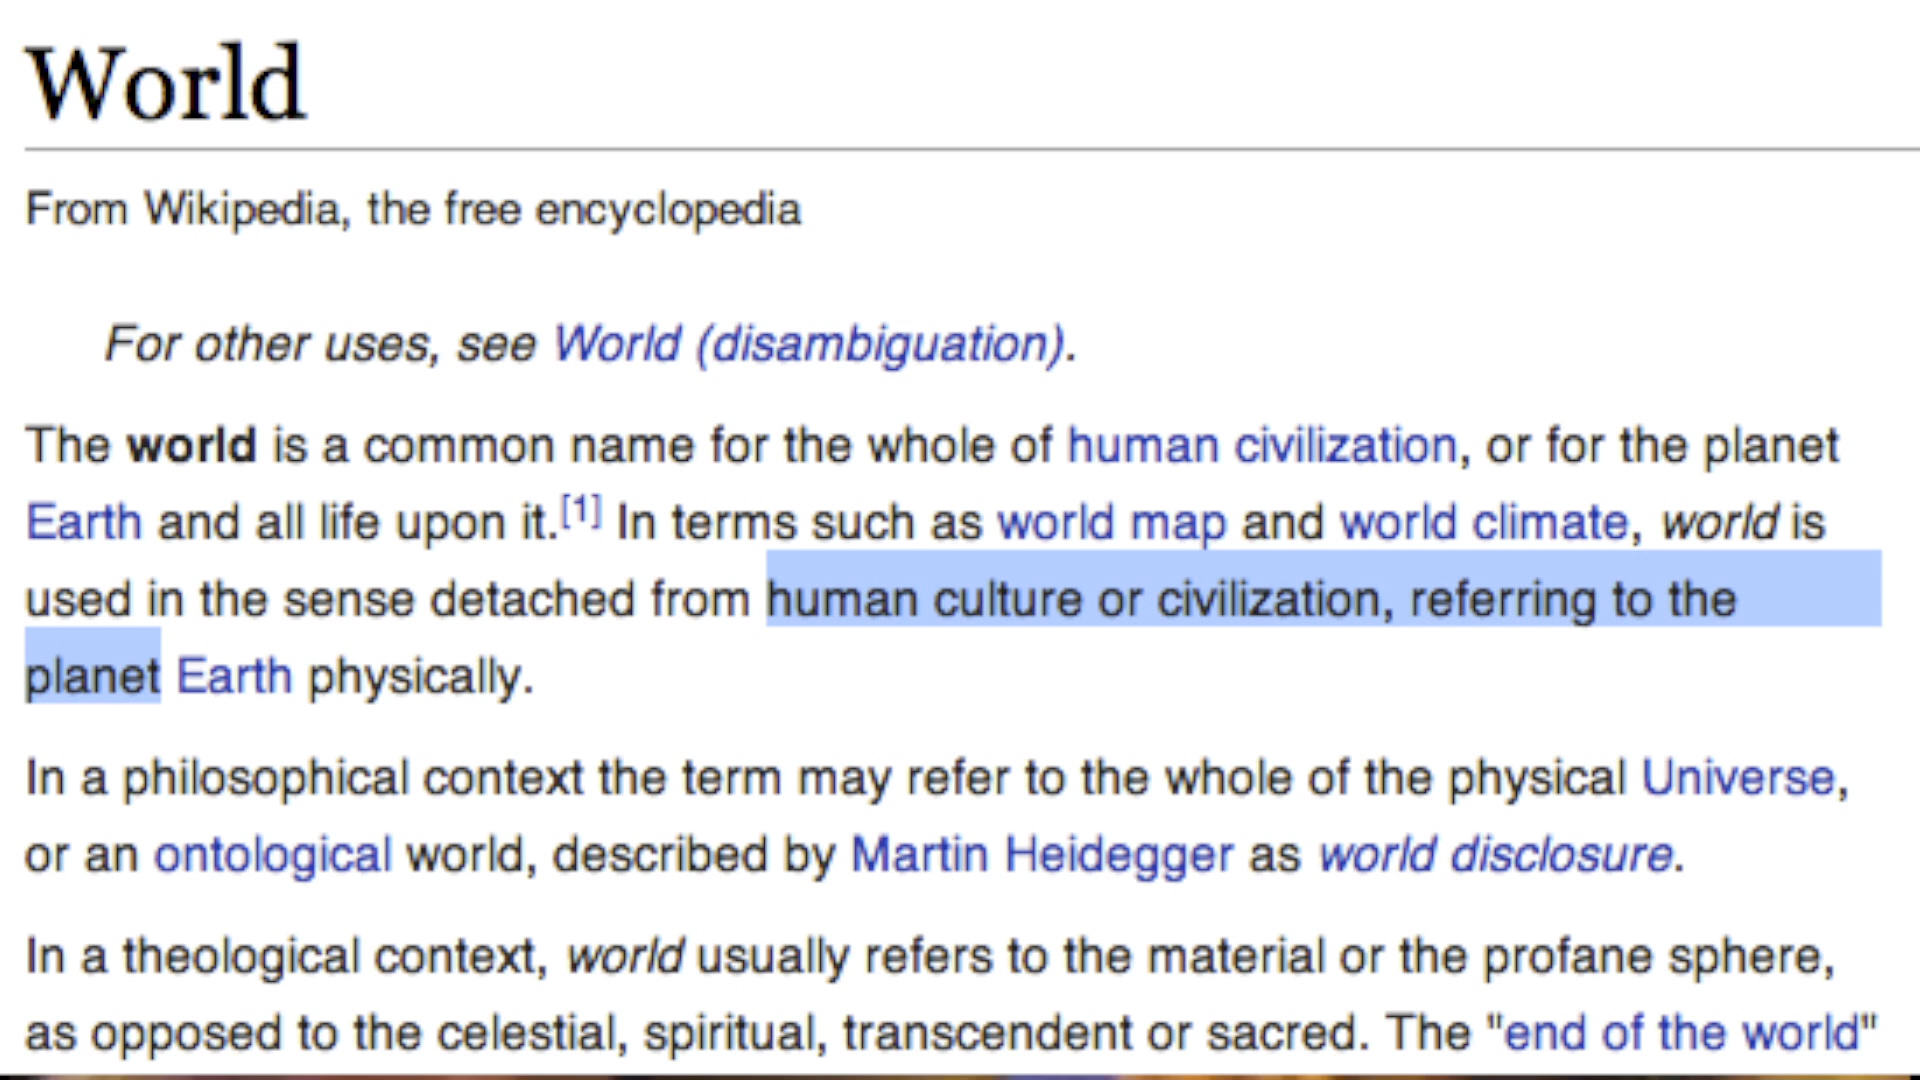 World
From Wikipedia, the free encyclopedia
For other uses, see World (disambiguation).
The world is a common name for the whole of human civilization, or for the planet
Earth and all life upon it.[1] In terms such as world map and world climate, world is
used in the sense detached from human culture or civilization, referring to the
planet Earth physically.
In a philosophical context the term may refer to the whole of the physical Universe,
or an ontological world, described by Martin Heidegger as world disclosure.
In a theological context, world usually refers to the material or the profane sphere,
as opposed to the celestial, spiritual, transcendent or sacred. The "end of the world"